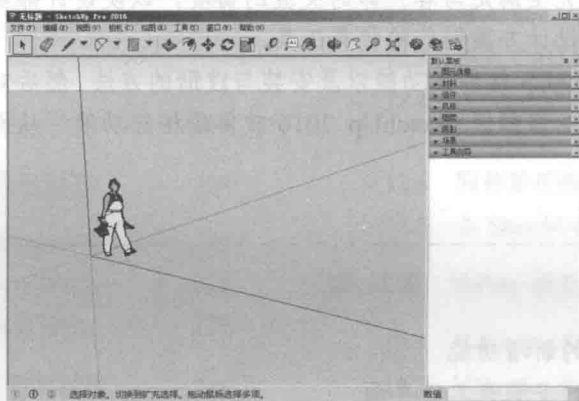 无标题 - SketchUp Pro 2016
文件(F) 编辑(E) 视图(V) 相机(C) 绘图(R) 工具(T) 窗口(W) 帮助(H)
默认面板
图元信息
材料
组件
风格
图层
阴影
场景
工具向导
选择对象。切换到扩充选择。拖动鼠标选择多项。
数值